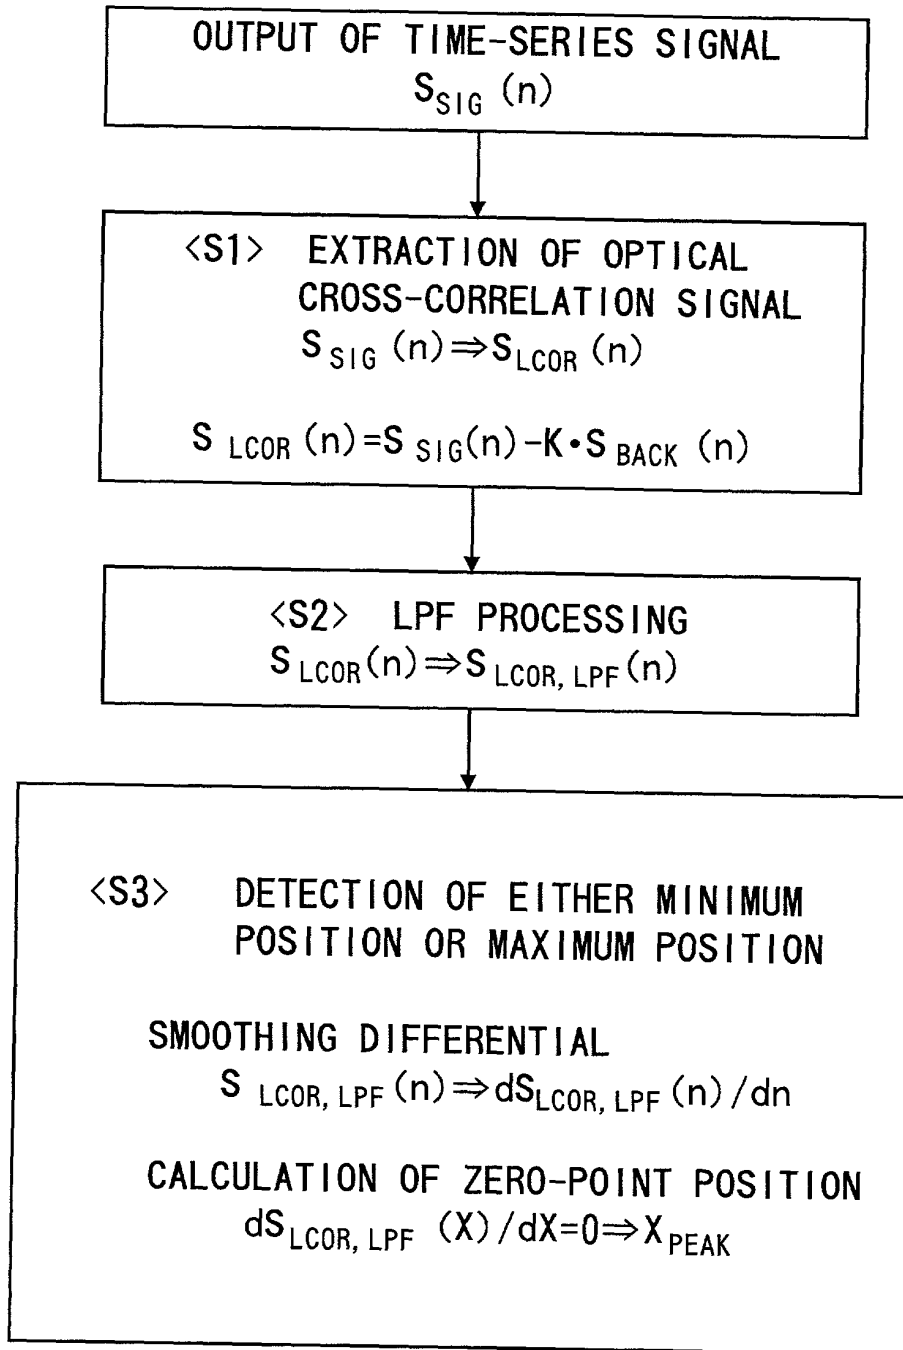 OUTPUT OF TIME-SERIES SIGNAL
S_SIG (n)
<S1> EXTRACTION OF OPTICAL
CROSS-CORRELATION SIGNAL
S_SIG (n)⇒S_LCOR (n)
S_LCOR (n)=S_SIG(n)-K•S_BACK (n)
<S2> LPF PROCESSING
S_LCOR(n)⇒S_LCOR, LPF(n)
<S3> DETECTION OF EITHER MINIMUM
POSITION OR MAXIMUM POSITION
SMOOTHING DIFFERENTIAL
S_LCOR, LPF(n)⇒dS_LCOR, LPF(n)/dn
CALCULATION OF ZERO-POINT POSITION
dS_LCOR, LPF (X)/dX=0⇒X_PEAK